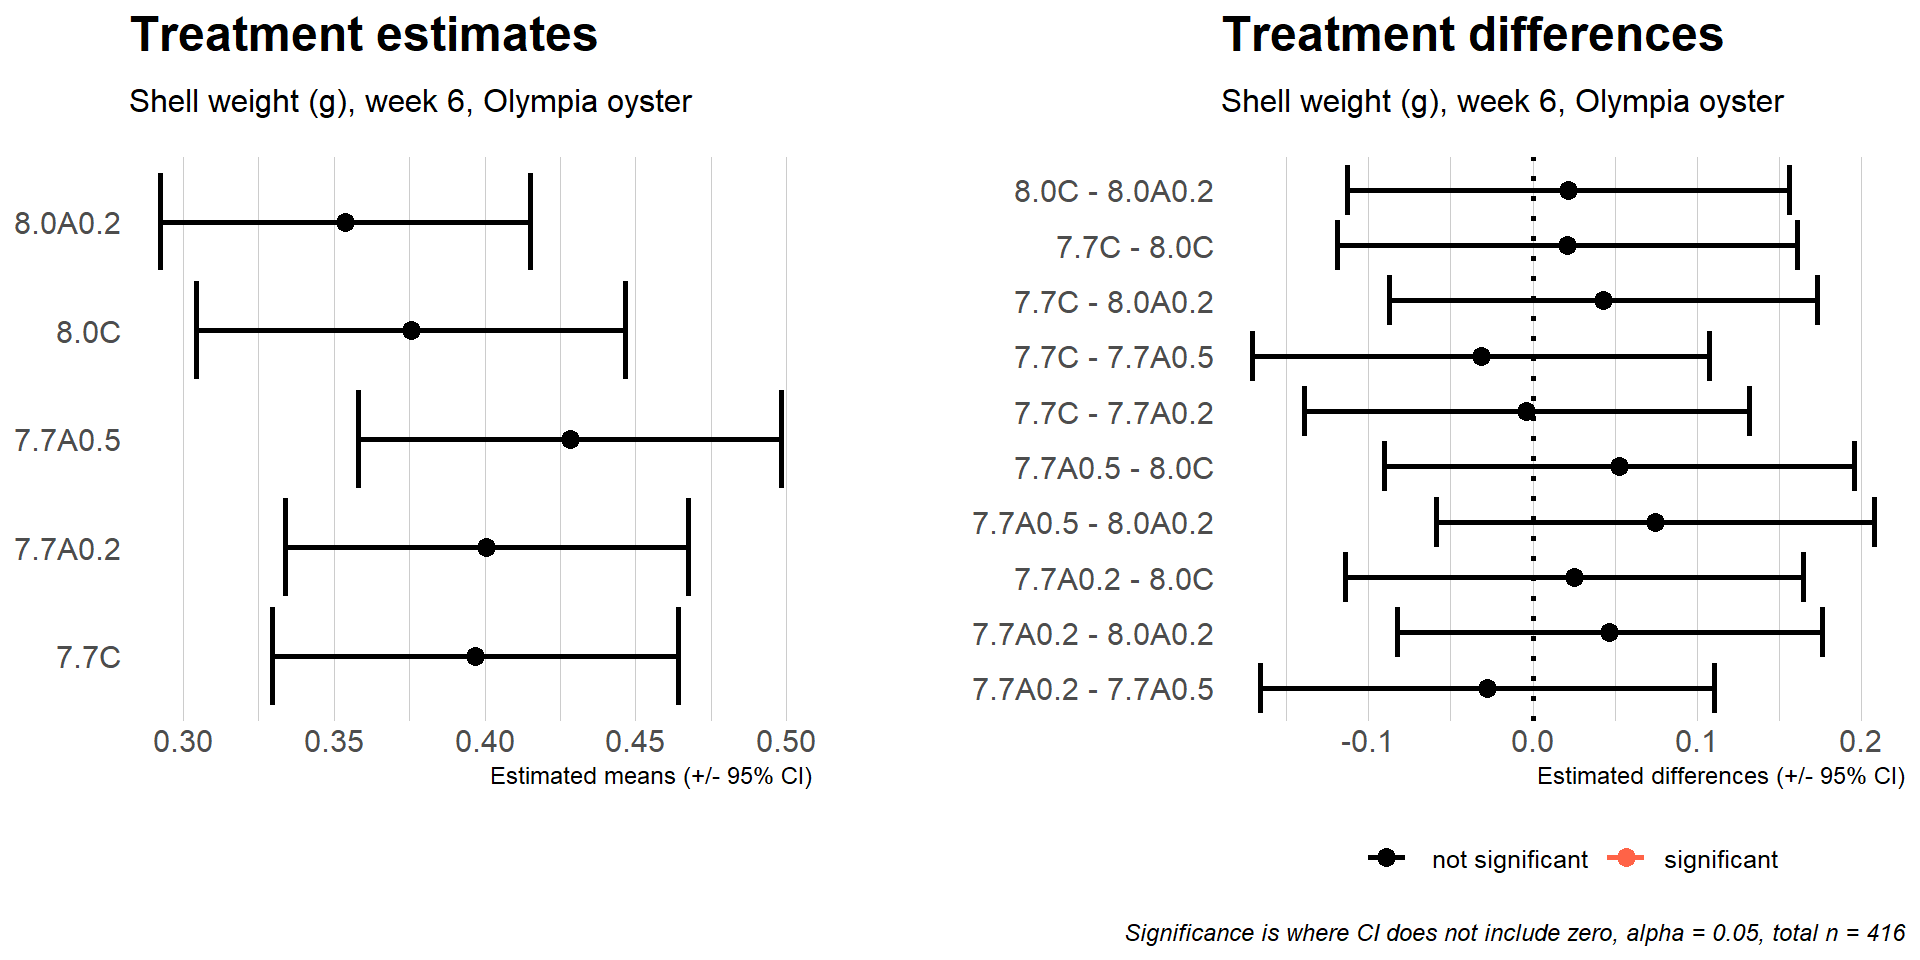 Treatment estimates
Shell weight (g), week 6, Olympia oyster
8.0A0.2
8.0C
7.7A0.5
7.7A0.2
7.7C
0.30 0.35 0.40 0.45 0.50
Estimated means (+/- 95% CI)
Treatment differences
Shell weight (g), week 6, Olympia oyster
8.0C - 8.0A0.2
7.7C - 8.0C
7.7C - 8.0A0.2
7.7C - 7.7A0.5
7.7C - 7.7A0.2
7.7A0.5 - 8.0C
7.7A0.5 - 8.0A0.2
7.7A0.2 - 8.0C
7.7A0.2 - 8.0A0.2
7.7A0.2 - 7.7A0.5
-0.1 0.0 0.1 0.2
Estimated differences (+/- 95% CI)
not significant significant
Significance is where CI does not include zero, alpha = 0.05, total n = 416